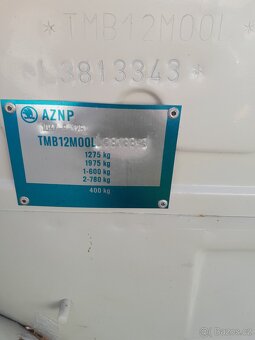 *TMB12M00L
L3813343*
AZNP
TMB12M00L
1275 kg
1975 kg
1-600 kg
2-780 kg
400 kg
bazos.cz